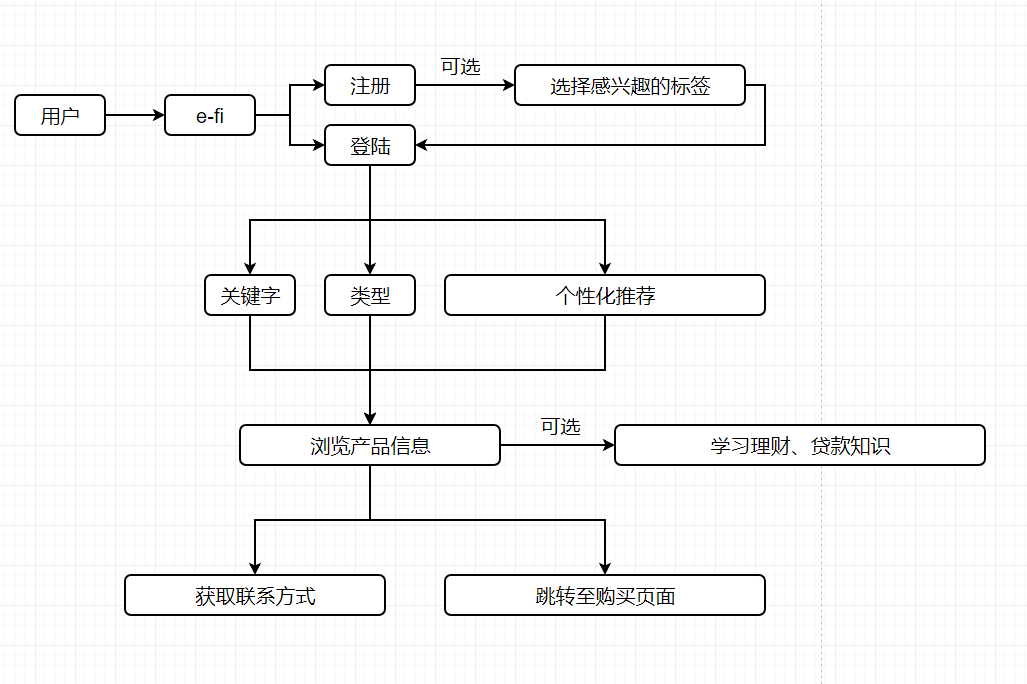 可选
注册
选择感兴趣的标签
用户
e-fi
登陆
关键字
类型
个性化推荐
可选
浏览产品信息
学习理财、贷款知识
获取联系方式
跳转至购买页面